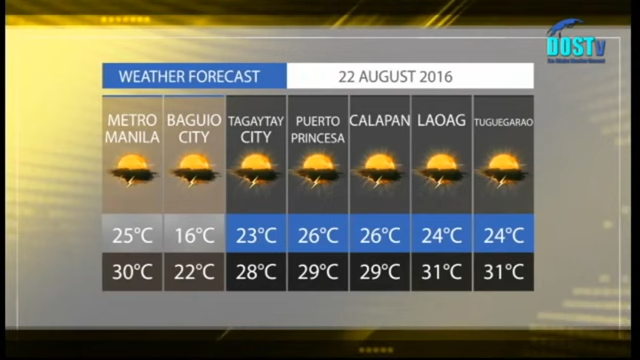 DOSTv
WEATHER FORECAST
22 AUGUST 2016
METRO
MANILA
BAGUIO
CITY
TAGAYTAY
CITY
PUERTO
PRINCESA
CALAPAN
LAOAG
TUGUEGARAO
25°C 16°C 23°C 26°C 26°C 24°C 24°C
30°C 22°C 28°C 29°C 29°C 31°C 31°C